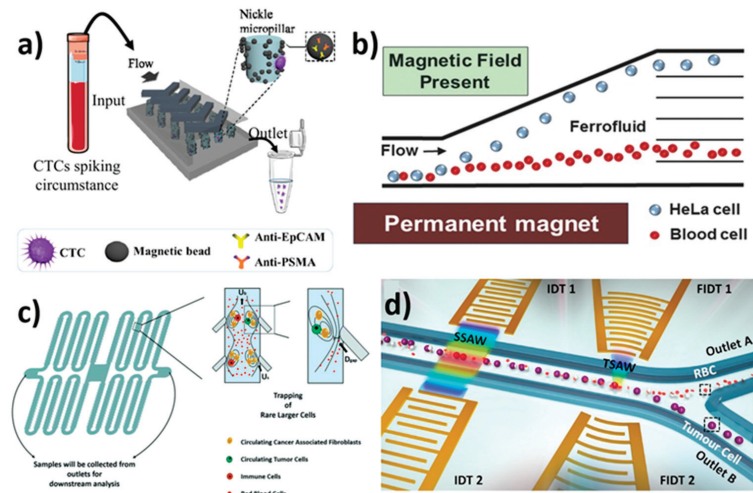 a)
Nickle
micropillar
Flow
Input
Outlet
CTCs spiking
circumstance
CTC
Magnetic bead
Anti-EpCAM
Anti-PSMA
b)
Magnetic Field
Present
Ferrofluid
Flow
Permanent magnet
HeLa cell
Blood cell
c)
Trapping
of
Rare Larger Cells
Circulating Cancer Associated Fibroblasts
Circulating Tumor Cells
Immune Cells
Samples will be collected from
outlets for
downstream analysis
d)
IDT 1
FIDT 1
SSAW
TSAW
Outlet A
RBC
Tumour Cell
Outlet B
IDT 2
FIDT 2